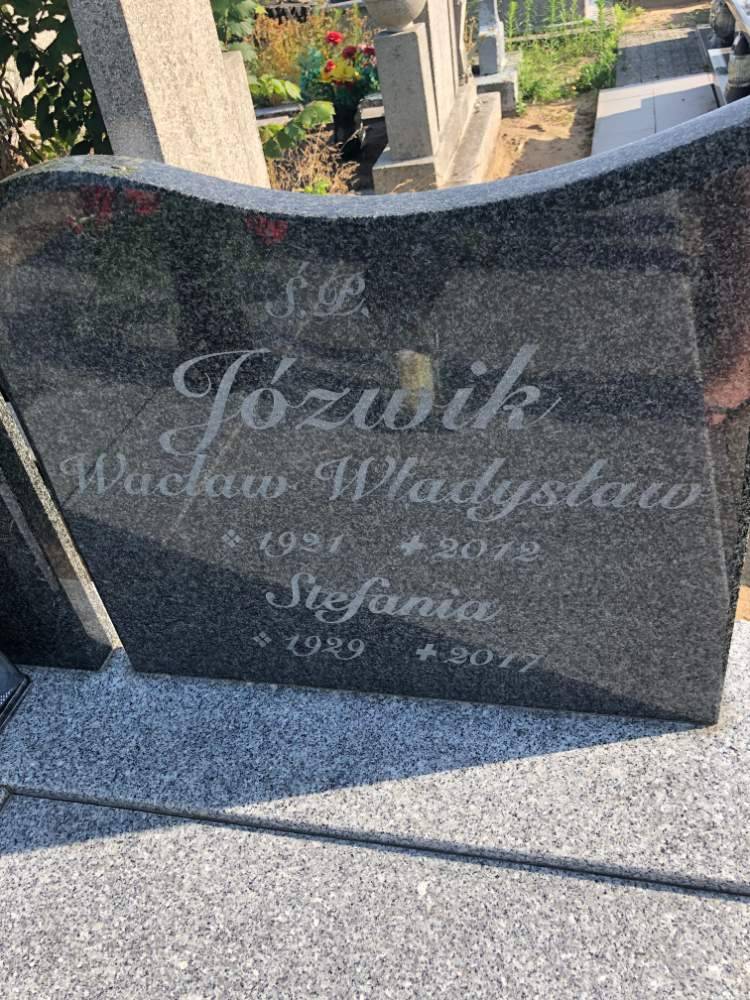 Ś.P.
Józwik
Wacław Władysław
* 1921 ✝ 2012
Stefania
* 1929 ✝ 2017